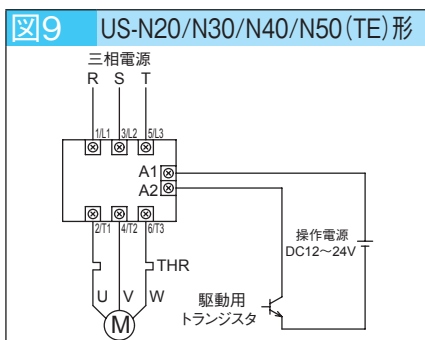 図9 US-N20/N30/N40/N50(TE)形
三相電源
R S T
1/L1 3/L2 5/L3
A1
A2
2/T1 4/T2 6/T3
操作電源
DC12～24V
THR
U V W
駆動用
トランジスタ
M